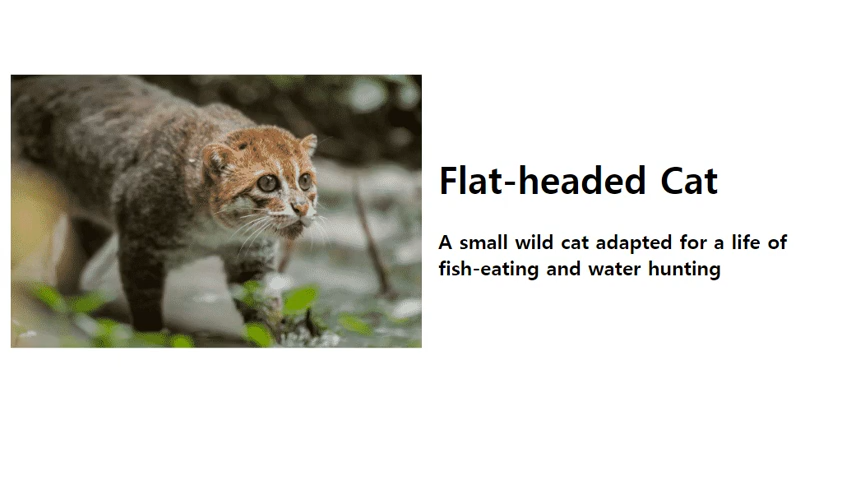 Flat-headed Cat
A small wild cat adapted for a life of
fish-eating and water hunting